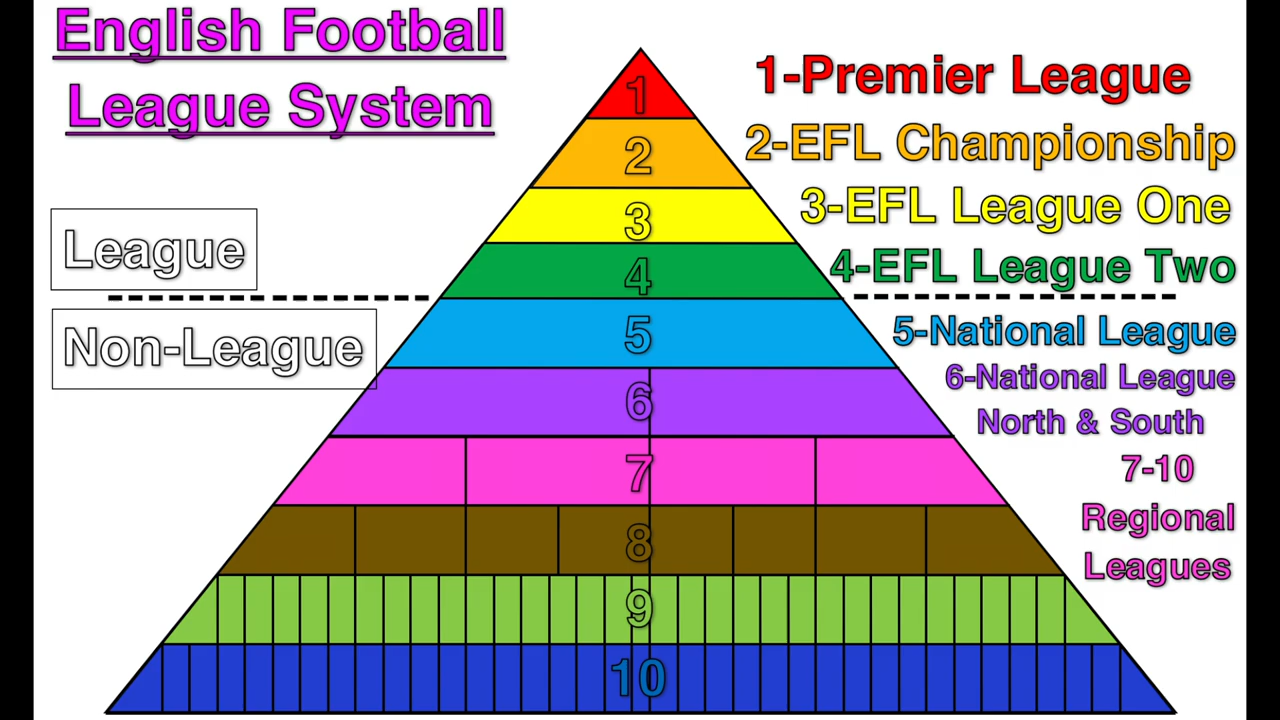 English Football
League System
League
Non-League
1
2
3
4
5
6
7
8
9
10
1-Premier League
2-EFL Championship
3-EFL League One
4-EFL League Two
5-National League
6-National League
North & South
7-10
Regional
Leagues